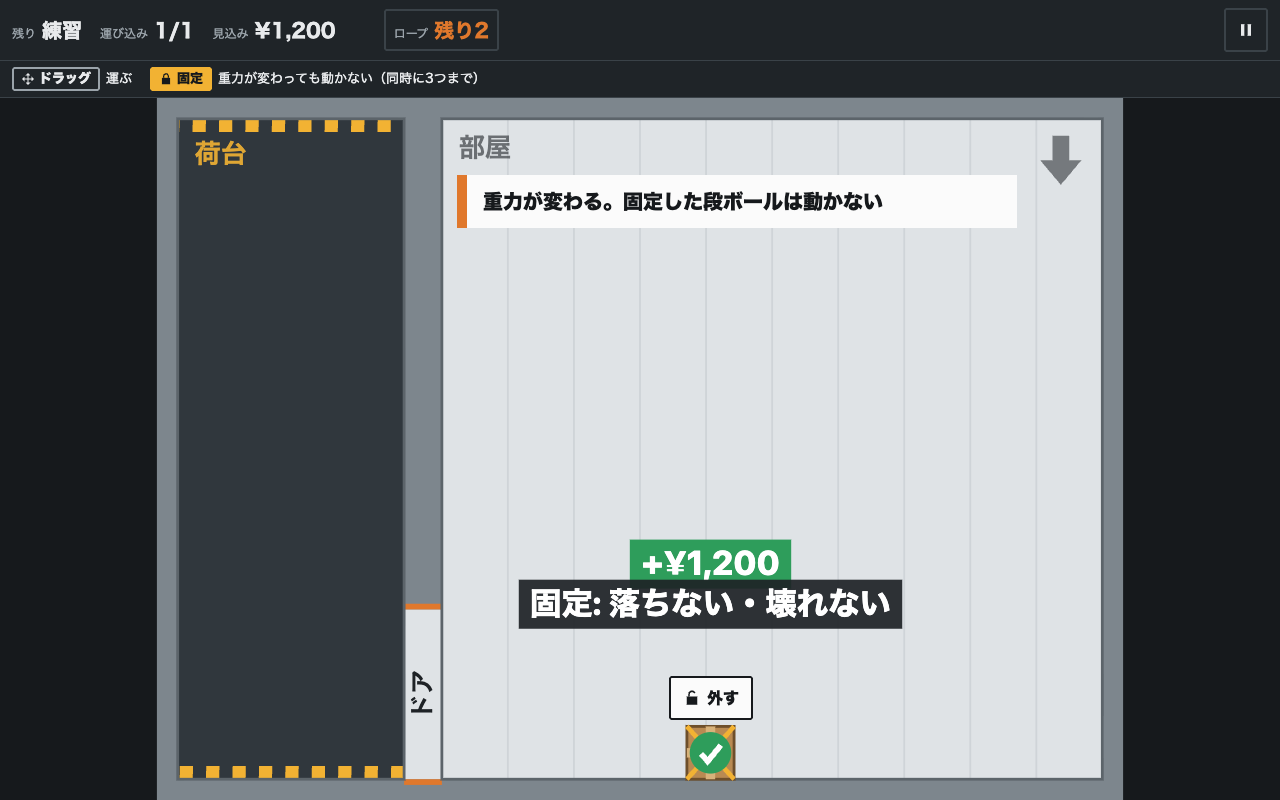 残り 練習 運び込み 1/1 見込み ¥1,200 ロープ 残り2
ドラッグ 運ぶ 固定 重力が変わっても動かない（同時に3つまで）
荷台
部屋
重力が変わる。固定した段ボールは動かない
+¥1,200
固定: 落ちない・壊れない
ドア
外す